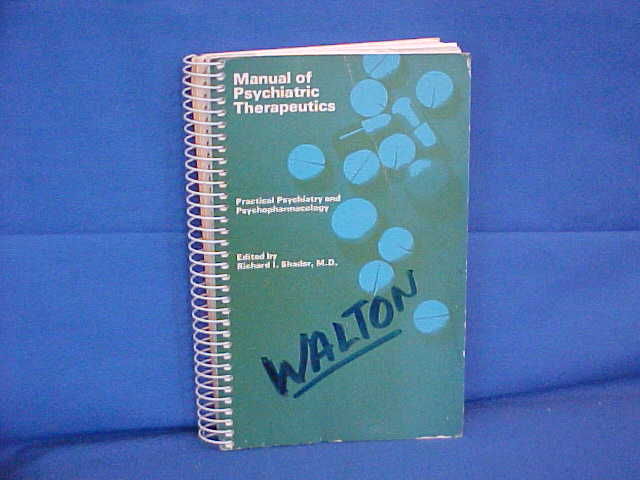 Manual of
Psychiatric
Therapeutics
Practical Psychiatry and
Psychopharmacology
Edited by
Richard I. Shader, M.D.
WALTON